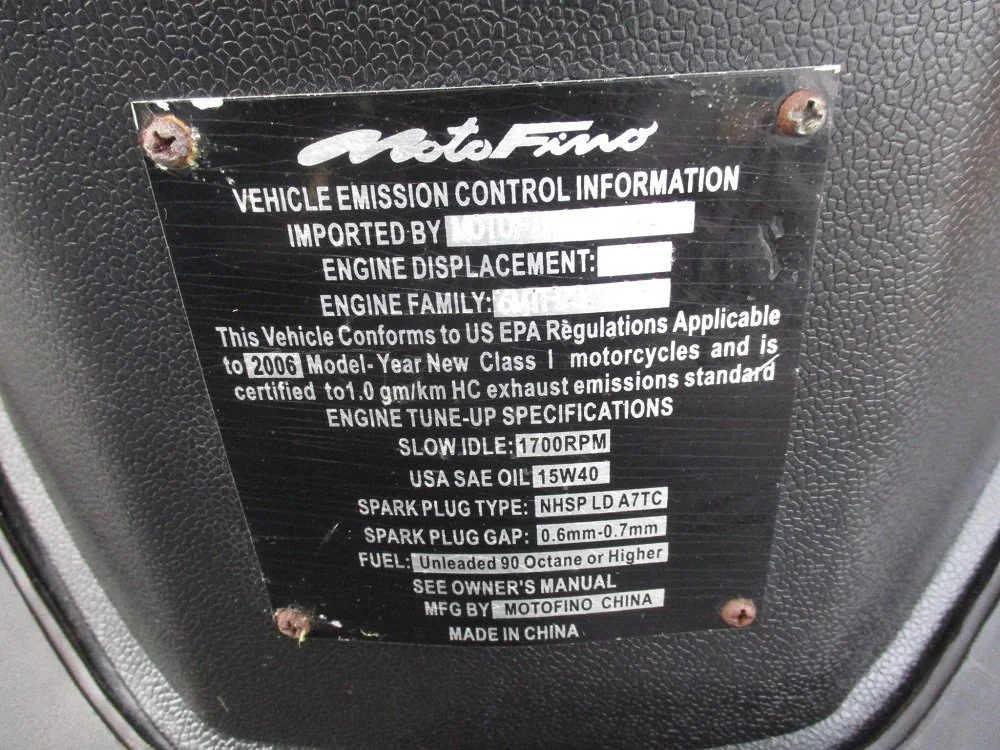 MotoFino
VEHICLE EMISSION CONTROL INFORMATION
IMPORTED BY
ENGINE DISPLACEMENT:
ENGINE FAMILY:
This Vehicle Conforms to US EPA Regulations Applicable
to 2006 Model-Year New Class I motorcycles and is
certified to1.0 gm/km HC exhaust emissions standard
ENGINE TUNE-UP SPECIFICATIONS
SLOW IDLE: 1700RPM
USA SAE OIL 15W40
SPARK PLUG TYPE: NHSP LD A7TC
SPARK PLUG GAP: 0.6mm-0.7mm
FUEL: Unleaded 90 Octane or Higher
SEE OWNER'S MANUAL
MFG BY MOTOFINO CHINA
MADE IN CHINA